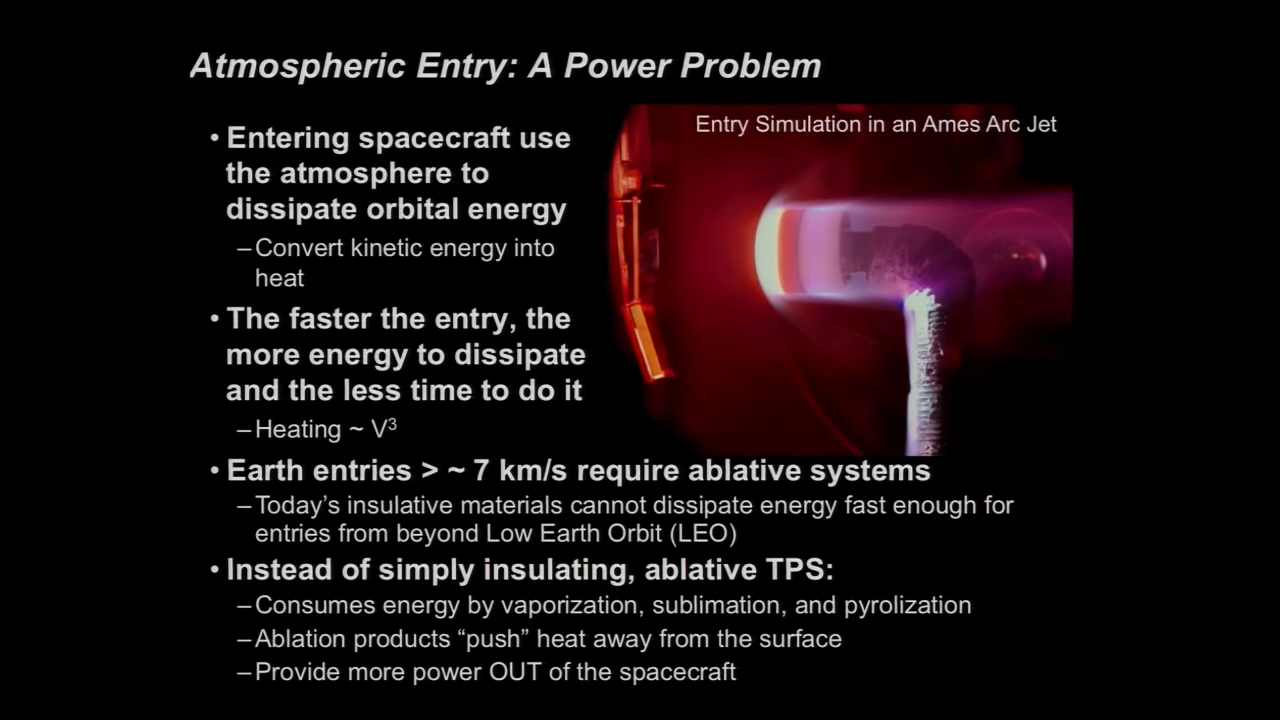 Atmospheric Entry: A Power Problem
Entry Simulation in an Ames Arc Jet
• Entering spacecraft use
the atmosphere to
dissipate orbital energy
– Convert kinetic energy into
heat
• The faster the entry, the
more energy to dissipate
and the less time to do it
– Heating ~ V³
• Earth entries > ~ 7 km/s require ablative systems
– Today’s insulative materials cannot dissipate energy fast enough for
entries from beyond Low Earth Orbit (LEO)
• Instead of simply insulating, ablative TPS:
– Consumes energy by vaporization, sublimation, and pyrolization
– Ablation products “push” heat away from the surface
– Provide more power OUT of the spacecraft